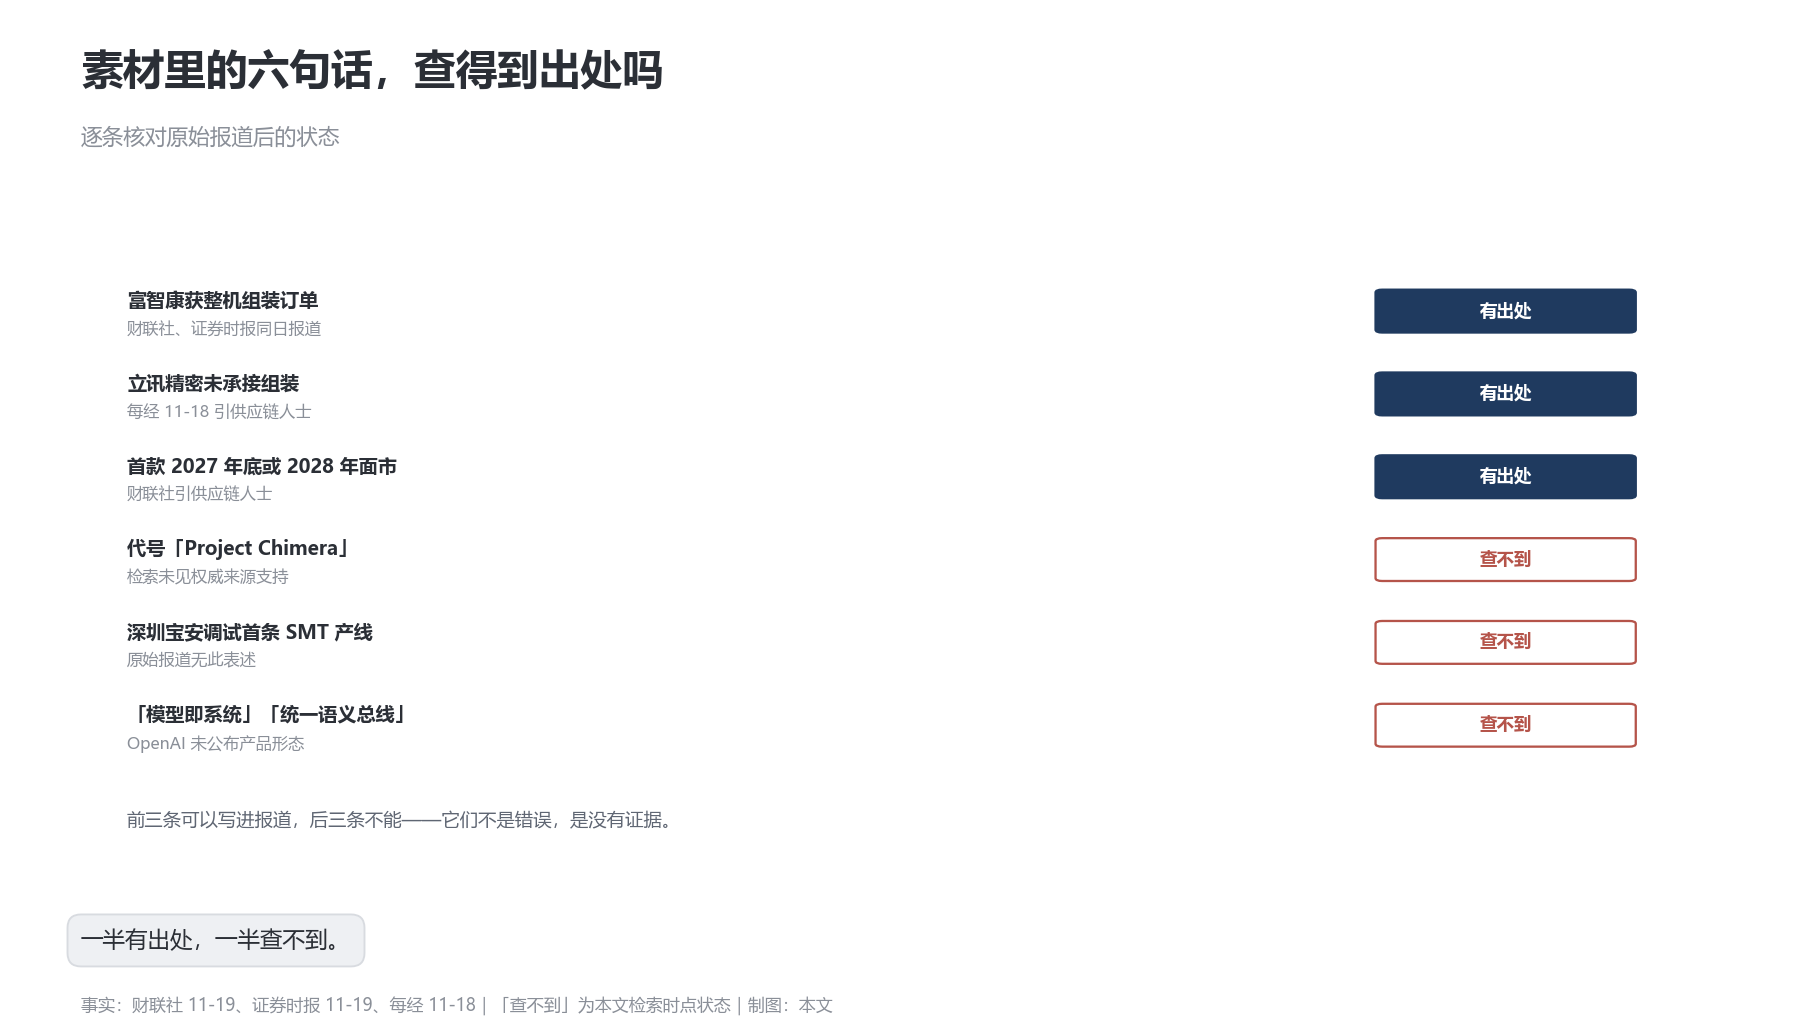 素材里的六句话，查得到出处吗
逐条核对原始报道后的状态
富智康获整机组装订单
有出处
财联社、证券时报同日报道
立讯精密未承接组装
有出处
每经 11-18 引供应链人士
首款 2027 年底或 2028 年面市
有出处
财联社引供应链人士
代号「Project Chimera」
查不到
检索未见权威来源支持
深圳宝安调试首条 SMT 产线
查不到
原始报道无此表述
「模型即系统」「统一语义总线」
查不到
OpenAI 未公布产品形态
前三条可以写进报道，后三条不能——它们不是错误，是没有证据。
一半有出处，一半查不到。
事实：财联社 11-19、证券时报 11-19、每经 11-18 | 「查不到」为本文检索时点状态 | 制图：本文